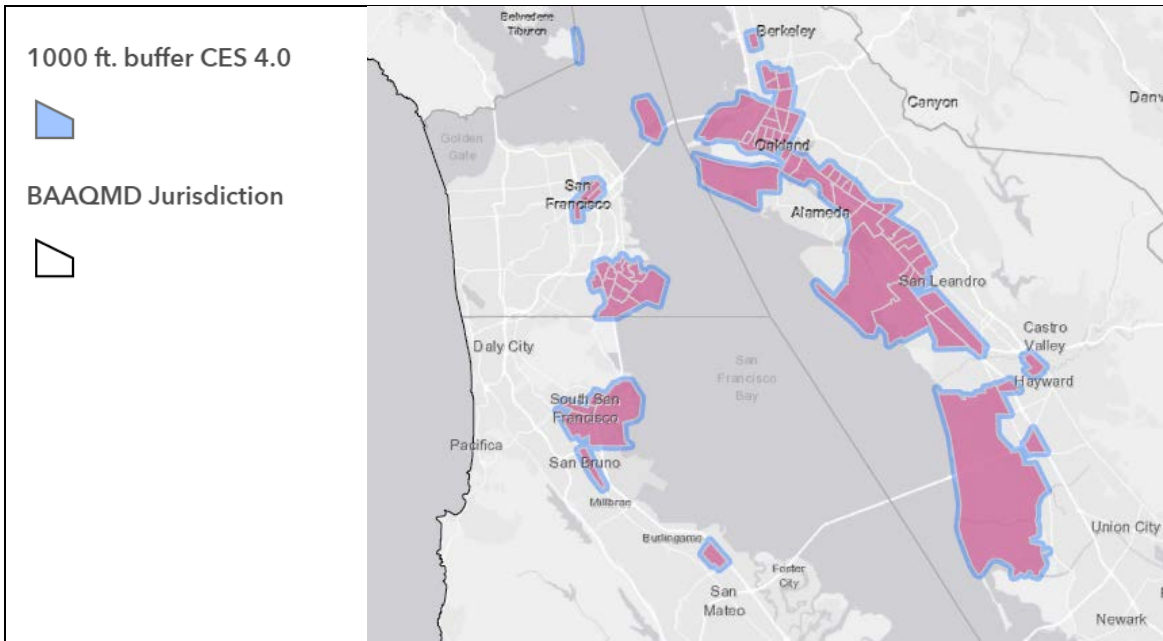 1000 ft. buffer CES 4.0
BAAQMD Jurisdiction
Belvedere
Tiburon
Berkeley
Canyon
Danv
Golden
Gate
Oakland
San
Francisco
Alameda
San Leandro
Castro
Valley
Daly City
San
Francisco
Bay
Hayward
South San
Francisco
Pacifica
San Bruno
Millbrae
Union City
Burlingame
Foster
City
San
Mateo
Newark